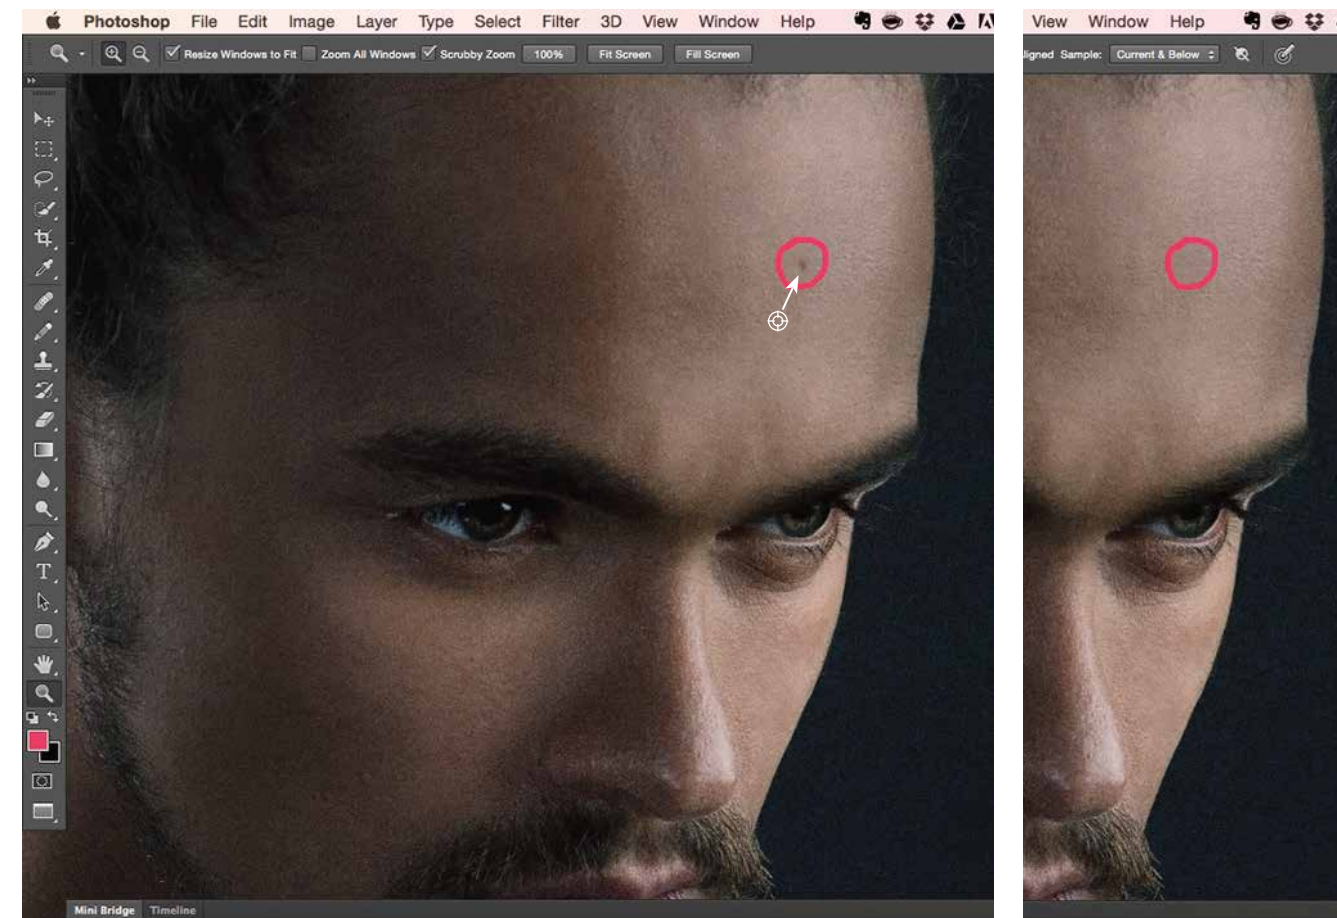 Photoshop File Edit Image Layer Type Select Filter 3D View Window Help
Resize Windows to Fit Zoom All Windows Scrubby Zoom 100% Fit Screen Fill Screen
T
Mini Bridge Timeline
View Window Help
ligned Sample: Current & Below